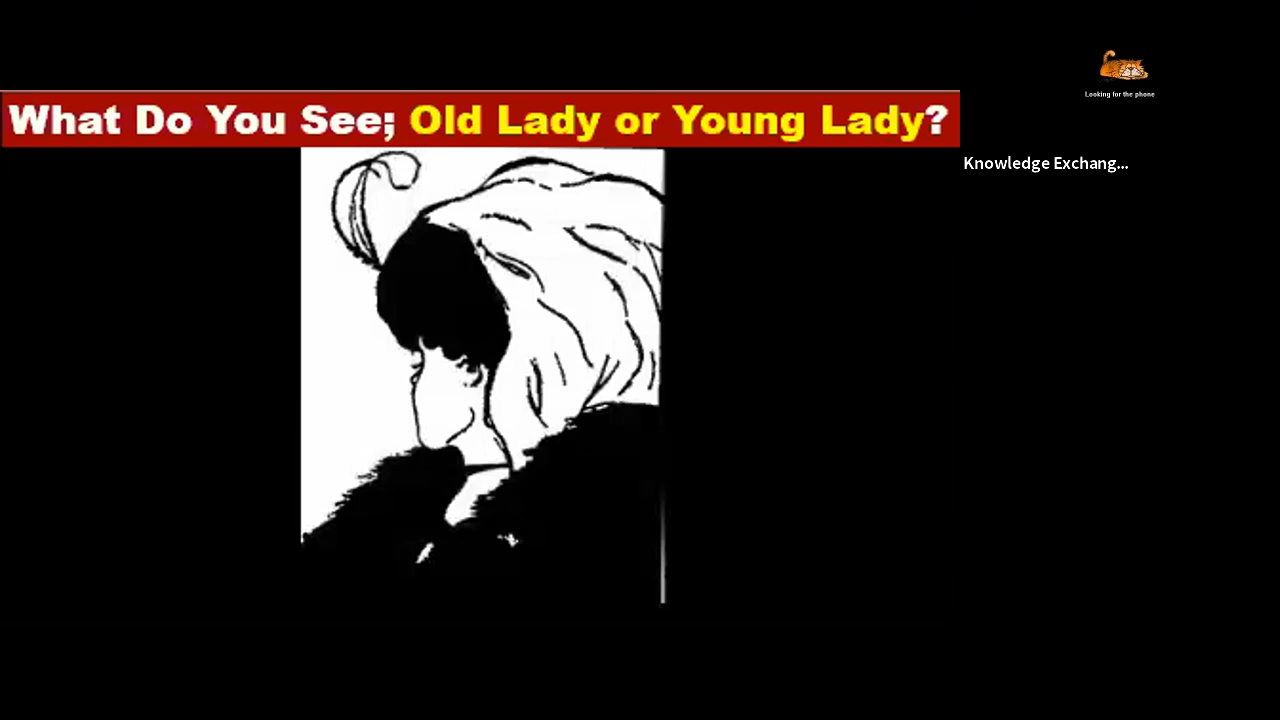 Looking for the phone
What Do You See; Old Lady or Young Lady?
Knowledge Exchang...